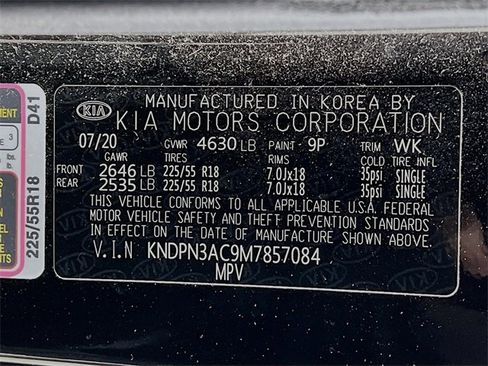 MANUFACTURED IN KOREA BY
KIA KIA MOTORS CORPORATION
07/20 GVWR 4630 LB PAINT 9P TRIM WK
GAWR TIRES RIMS COLD TIRE INFL.
FRONT 2646 LB 225/55 R18 7.0Jx18 35psi SINGLE
REAR 2535 LB 225/55 R18 7.0Jx18 35psi SINGLE
THIS VEHICLE CONFORMS TO ALL APPLICABLE U.S.A. FEDERAL
MOTOR VEHICLE SAFETY AND THEFT PREVENTION STANDARDS
IN EFFECT ON THE DATE OF MANUFACTURE SHOWN ABOVE.
V.I.N KNDPN3AC9M7857084
MPV
D41
225/55R18
3
lbs.